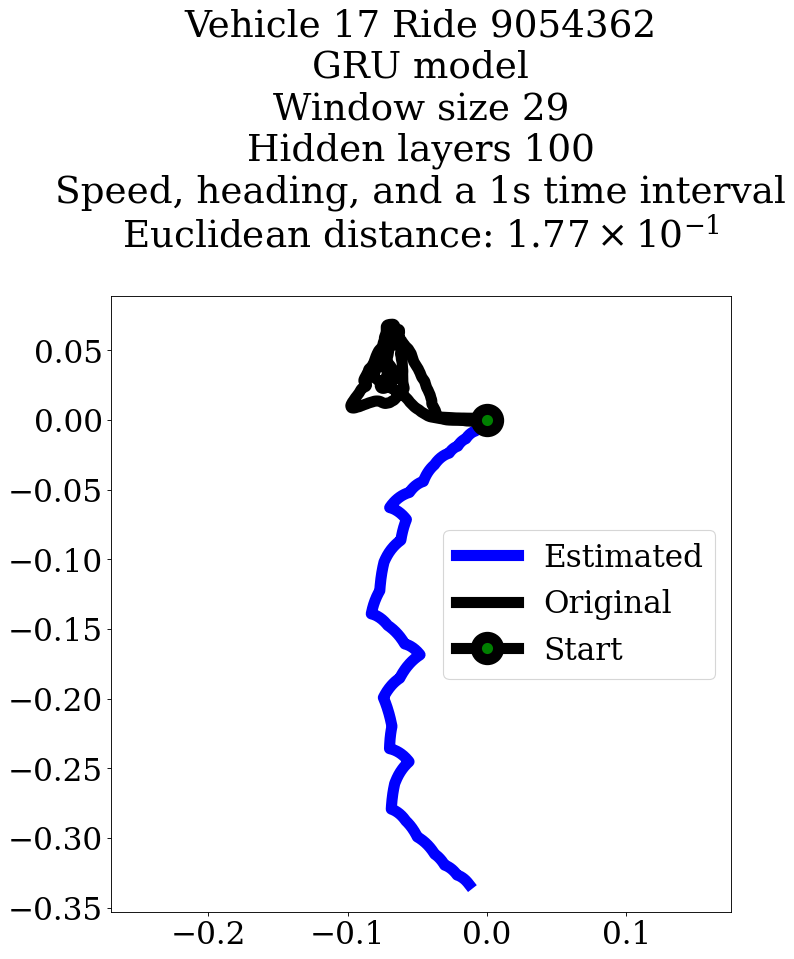 Vehicle 17 Ride 9054362
GRU model
Window size 29
Hidden layers 100
Speed, heading, and a 1s time interval
Euclidean distance: 1.77 × 10⁻¹
0.05
0.00
−0.05
−0.10
−0.15
−0.20
−0.25
−0.30
−0.35
Estimated
Original
Start
−0.2 −0.1 0.0 0.1